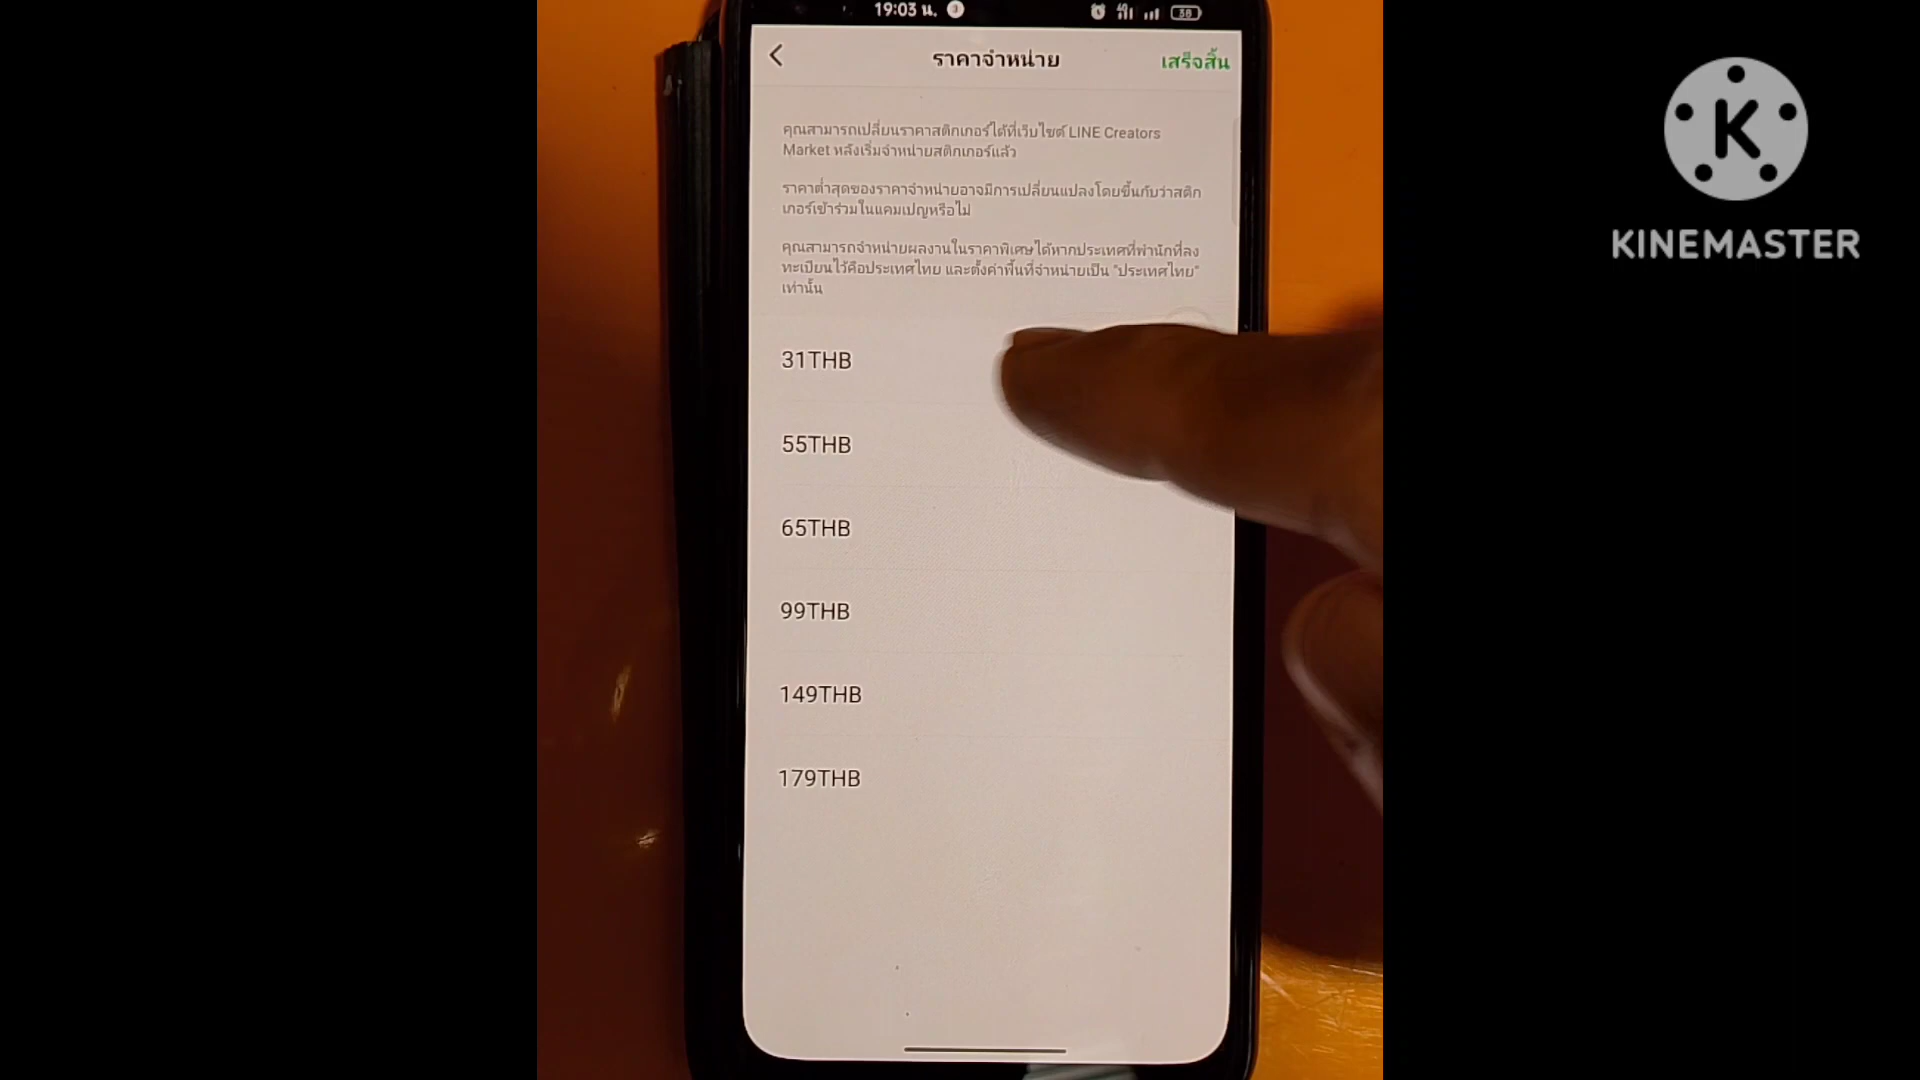 19:03 น.
38
ราคาจำหน่าย
เสร็จสิ้น
คุณสามารถเปลี่ยนราคาสติกเกอร์ได้ที่เว็บไซต์ LINE Creators
Market หลังเริ่มจำหน่ายสติกเกอร์แล้ว
ราคาต่ำสุดของราคาจำหน่ายอาจมีการเปลี่ยนแปลงโดยขึ้นกับว่าสติก
เกอร์เข้าร่วมในแคมเปญหรือไม่
คุณสามารถจำหน่ายผลงานในราคาพิเศษได้หากประเทศที่พำนักที่ลง
ทะเบียนไว้คือประเทศไทย และตั้งค่าพื้นที่จำหน่ายเป็น "ประเทศไทย"
เท่านั้น
31THB
55THB
65THB
99THB
149THB
179THB
K
KINEMASTER